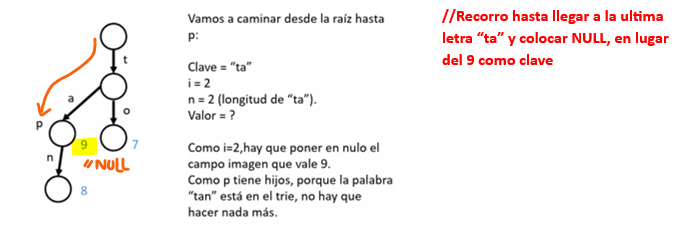 t
a
o
p
9
7
n
"NULL
8
Vamos a caminar desde la raíz hasta
p:
Clave = “ta”
i = 2
n = 2 (longitud de “ta”).
Valor = ?
Como i=2,hay que poner en nulo el
campo imagen que vale 9.
Como p tiene hijos, porque la palabra
“tan” está en el trie, no hay que
hacer nada más.
//Recorro hasta llegar a la ultima
letra “ta” y colocar NULL, en lugar
del 9 como clave